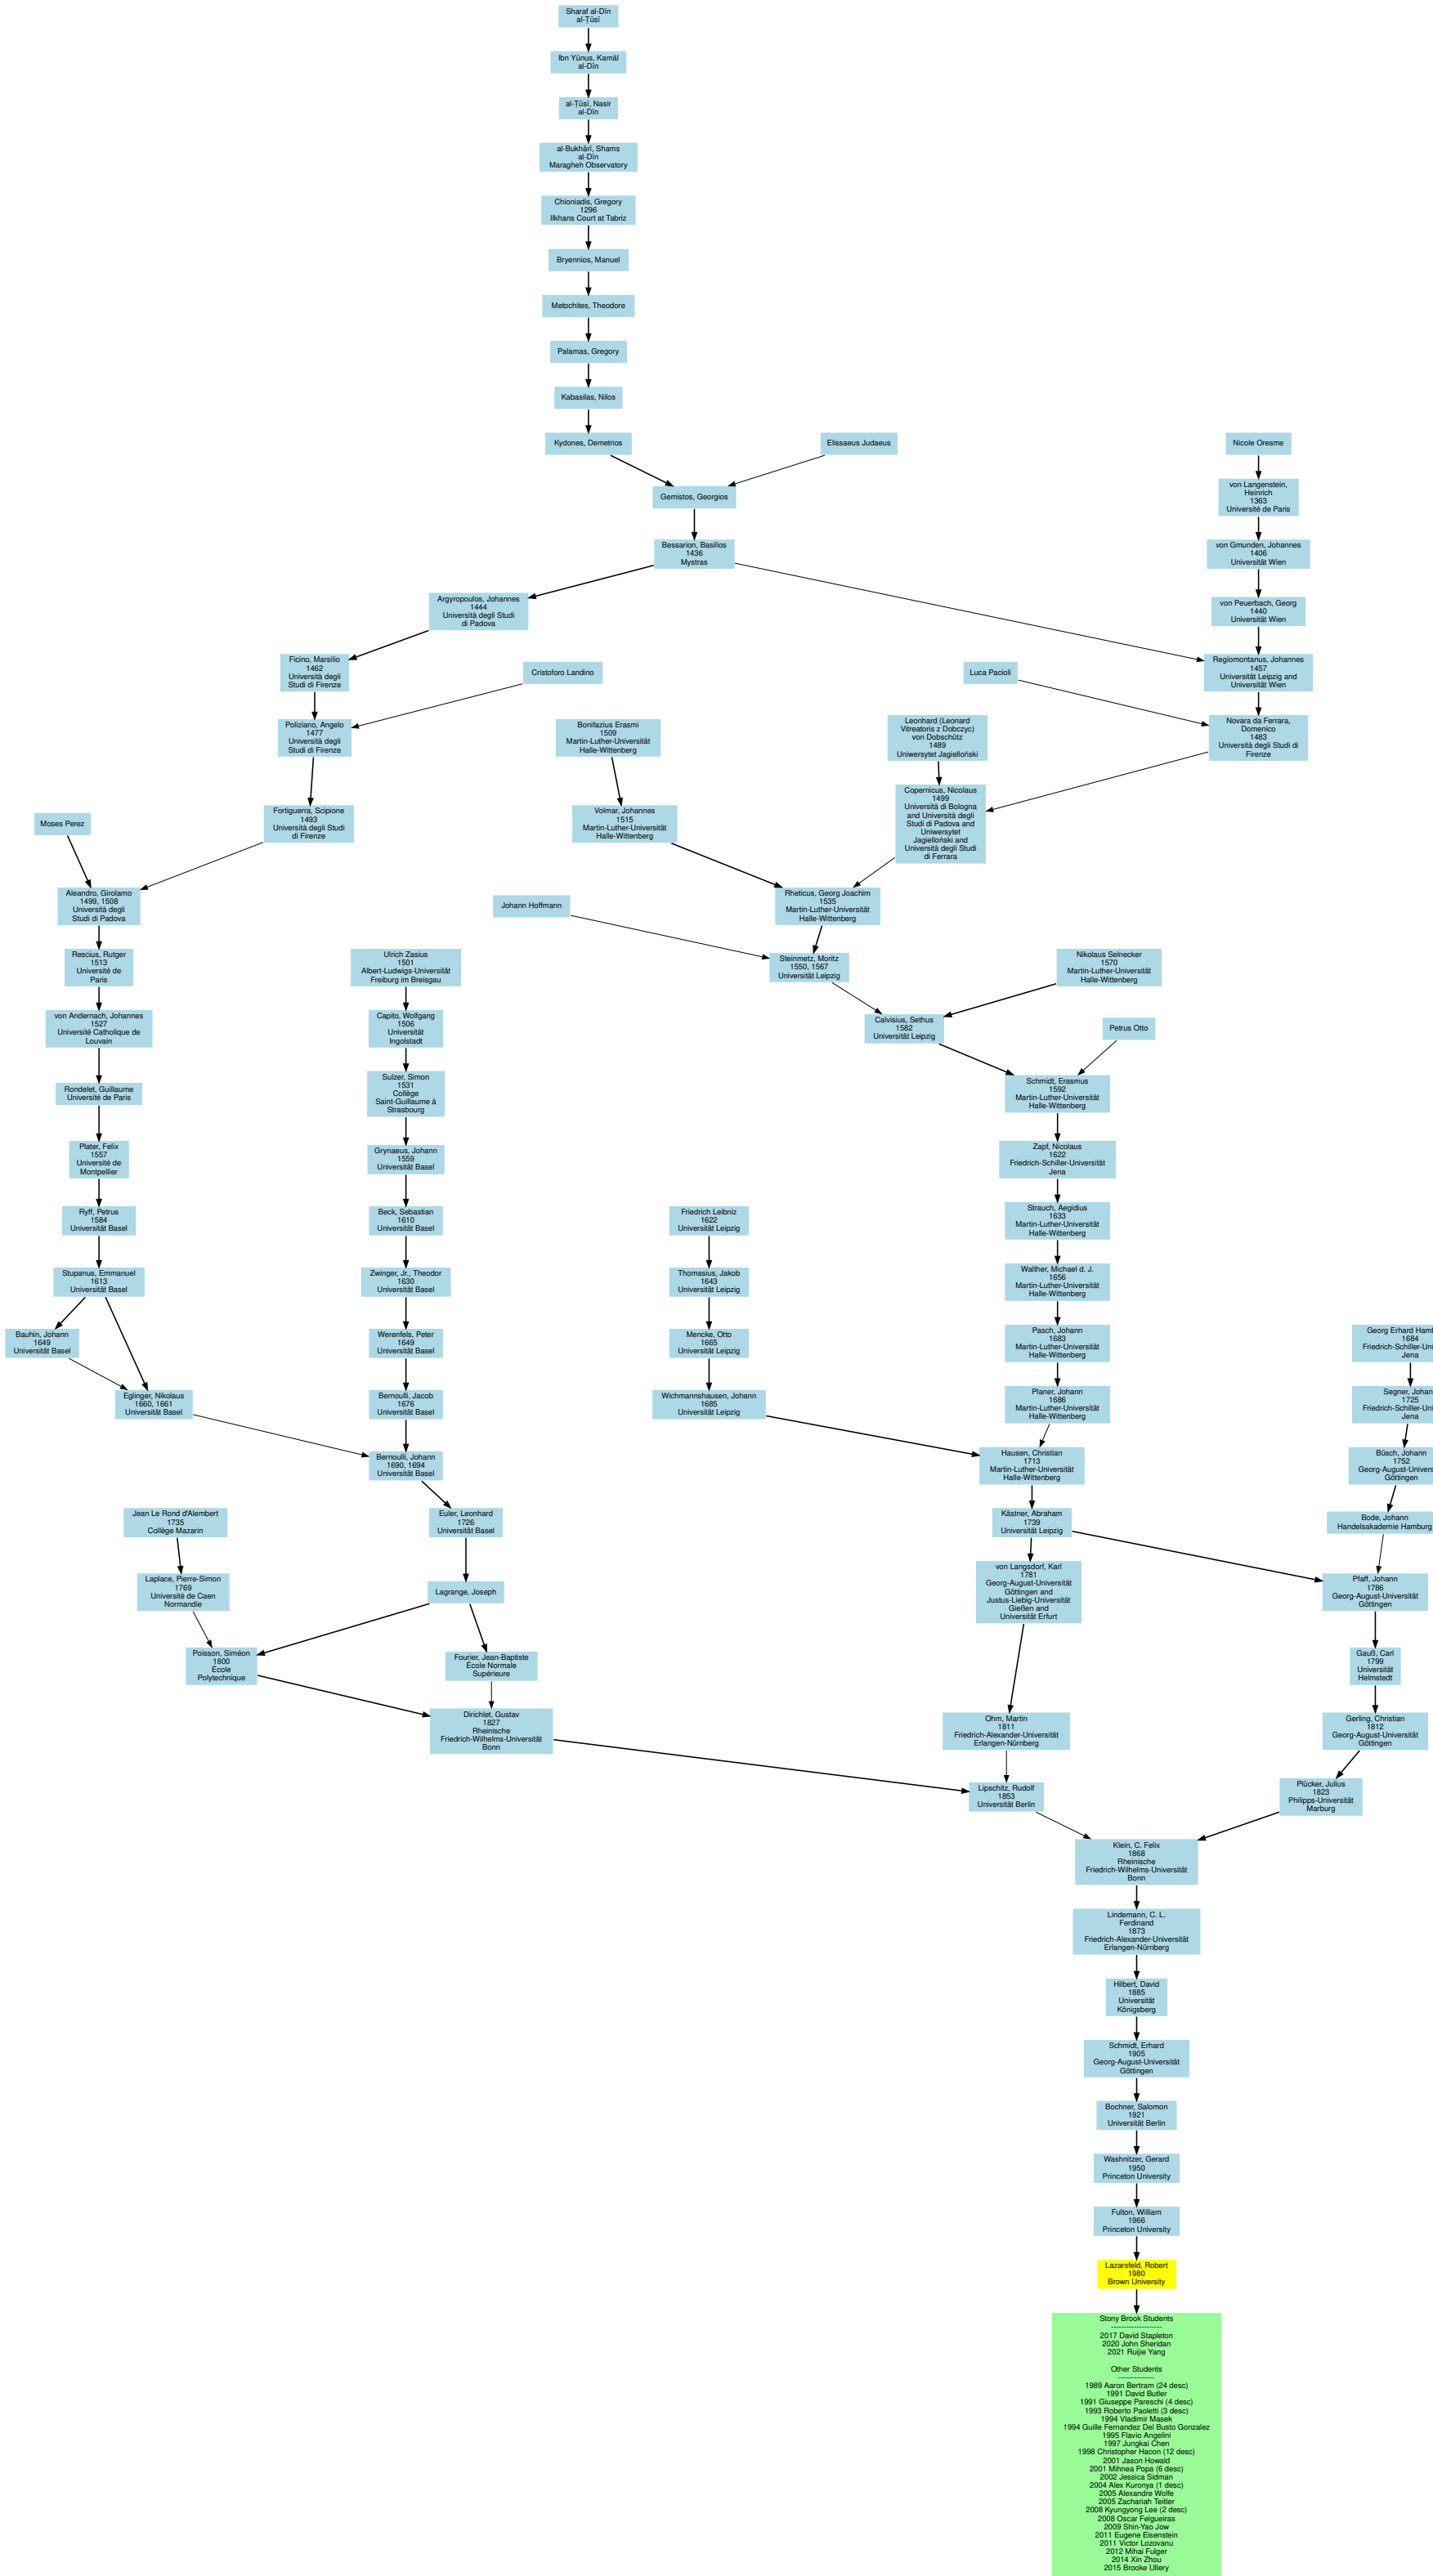 Sharaf al-Dīn
al-Ṭūsī
Ibn Yūnus, Kamāl
al-Dīn
al-Ṭūsī, Nasir
al-Dīn
al-Bukhārī, Shams
al-Dīn
Maragheh Observatory
Chioniadis, Gregory
1296
Ilkhans Court at Tabriz
Bryennios, Manuel
Metochites, Theodore
Palamas, Gregory
Kabasilas, Nilos
Kydones, Demetrios
Elissaeus Judaeus
Nicole Oresme
Gemistos, Georgios
von Langenstein,
Heinrich
1363
Université de Paris
Bessarion, Basilios
1436
Mystras
von Gmunden, Johannes
1406
Universität Wien
Argyropoulos, Johannes
1444
Università degli Studi
di Padova
von Peuerbach, Georg
1440
Universität Wien
Ficino, Marsilio
1462
Università degli
Studi di Firenze
Cristoforo Landino
Luca Pacioli
Regiomontanus, Johannes
1457
Universität Leipzig and
Universität Wien
Poliziano, Angelo
1477
Università degli
Studi di Firenze
Bonifazius Erasmi
1509
Martin-Luther-Universität
Halle-Wittenberg
Leonhard (Leonard
Vitreatoris z Dobczyc)
von Dobschütz
1489
Uniwersytet Jagielloński
Novara da Ferrara,
Domenico
1483
Università degli Studi di
Firenze
Moses Perez
Fortiguerra, Scipione
1493
Università degli Studi
di Firenze
Volmar, Johannes
1515
Martin-Luther-Universität
Halle-Wittenberg
Copernicus, Nicolaus
1499
Università di Bologna
and Università degli
Studi di Padova and
Uniwersytet
Jagielloński and
Università degli Studi
di Ferrara
Aleandro, Girolamo
1499, 1508
Università degli
Studi di Padova
Johann Hoffmann
Rheticus, Georg Joachim
1535
Martin-Luther-Universität
Halle-Wittenberg
Rescius, Rutger
1513
Université de
Paris
Ulrich Zasius
1501
Albert-Ludwigs-Universität
Freiburg im Breisgau
Steinmetz, Moritz
1550, 1567
Universität Leipzig
Nikolaus Selnecker
1570
Martin-Luther-Universität
Halle-Wittenberg
von Andernach, Johannes
1527
Université Catholique de
Louvain
Capito, Wolfgang
1506
Universität
Ingolstadt
Calvisius, Sethus
1582
Universität Leipzig
Petrus Otto
Rondelet, Guillaume
Université de Paris
Sulzer, Simon
1531
Collège
Saint-Guillaume à
Strasbourg
Schmidt, Erasmus
1592
Martin-Luther-Universität
Halle-Wittenberg
Plater, Felix
1557
Université de
Montpellier
Grynaeus, Johann
1559
Universität Basel
Zapf, Nicolaus
1622
Friedrich-Schiller-Universität
Jena
Ryff, Petrus
1584
Universität Basel
Beck, Sebastian
1610
Universität Basel
Friedrich Leibniz
1622
Universität Leipzig
Strauch, Aegidius
1633
Martin-Luther-Universität
Halle-Wittenberg
Stupanus, Emmanuel
1613
Universität Basel
Zwinger, Jr., Theodor
1630
Universität Basel
Thomasius, Jakob
1643
Universität Leipzig
Walther, Michael d. J.
1656
Martin-Luther-Universität
Halle-Wittenberg
Bauhin, Johann
1649
Universität Basel
Werenfels, Peter
1649
Universität Basel
Mencke, Otto
1665
Universität Leipzig
Pasch, Johann
1683
Martin-Luther-Universität
Halle-Wittenberg
Georg Erhard
1684
Jena
Eglinger, Nikolaus
1660, 1661
Universität Basel
Bernoulli, Jacob
1676
Universität Basel
Wichmannshausen, Johann
1685
Universität Leipzig
Planer, Johann
1686
Martin-Luther-Universität
Halle-Wittenberg
Segner,
1725
Jena
Bernoulli, Johann
1690, 1694
Universität Basel
Hausen, Christian
1713
Martin-Luther-Universität
Halle-Wittenberg
Büsch, Johann
1752
Göttingen
Jean Le Rond d'Alembert
1735
Collège Mazarin
Euler, Leonhard
1726
Universität Basel
Kästner, Abraham
1739
Universität Leipzig
Bode, Johann
Handelsakademie Hamburg
Laplace, Pierre-Simon
1769
Université de Caen
Normandie
Lagrange, Joseph
von Langsdorf, Karl
1781
Georg-August-Universität
Göttingen and
Justus-Liebig-Universität
Gießen and
Universität Erfurt
Pfaff, Johann
1786
Georg-August-Universität
Göttingen
Poisson, Siméon
1800
École
Polytechnique
Fourier, Jean-Baptiste
École Normale
Supérieure
Gauß, Carl
1799
Universität
Helmstedt
Dirichlet, Gustav
1827
Rheinische
Friedrich-Wilhelms-Universität
Bonn
Ohm, Martin
1811
Friedrich-Alexander-Universität
Erlangen-Nürnberg
Gerling, Christian
1812
Georg-August-Universität
Göttingen
Lipschitz, Rudolf
1853
Universität Berlin
Plücker, Julius
1823
Philipps-Universität
Marburg
Klein, C. Felix
1868
Rheinische
Friedrich-Wilhelms-Universität
Bonn
Lindemann, C. L.
Ferdinand
1873
Friedrich-Alexander-Universität
Erlangen-Nürnberg
Hilbert, David
1885
Universität
Königsberg
Schmidt, Erhard
1905
Georg-August-Universität
Göttingen
Bochner, Salomon
1921
Universität Berlin
Washnitzer, Gerard
1950
Princeton University
Fulton, William
1966
Princeton University
Lazarsfeld, Robert
1980
Brown University
Stony Brook Students
--------------------
2017 David Stapleton
2020 John Sheridan
2021 Ruijie Yang
Other Students
--------------
1989 Aaron Bertram (24 desc)
1991 David Butler
1991 Giuseppe Pareschi (4 desc)
1993 Roberto Paoletti (3 desc)
1994 Vladimir Masek
1994 Guille Fernandez Del Busto Gonzalez
1995 Flavio Angelini
1997 Jungkai Chen
1998 Christopher Hacon (12 desc)
2001 Jason Howald
2001 Mihnea Popa (6 desc)
2002 Jessica Sidman
2004 Alex Kuronya (1 desc)
2005 Alexandre Wolfe
2005 Zachariah Teitler
2008 Kyungyong Lee (2 desc)
2008 Oscar Felgueiras
2009 Shin-Yao Jow
2011 Eugene Eisenstein
2011 Victor Lozovanu
2012 Mihai Fulger
2014 Xin Zhou
2015 Brooke Ullery